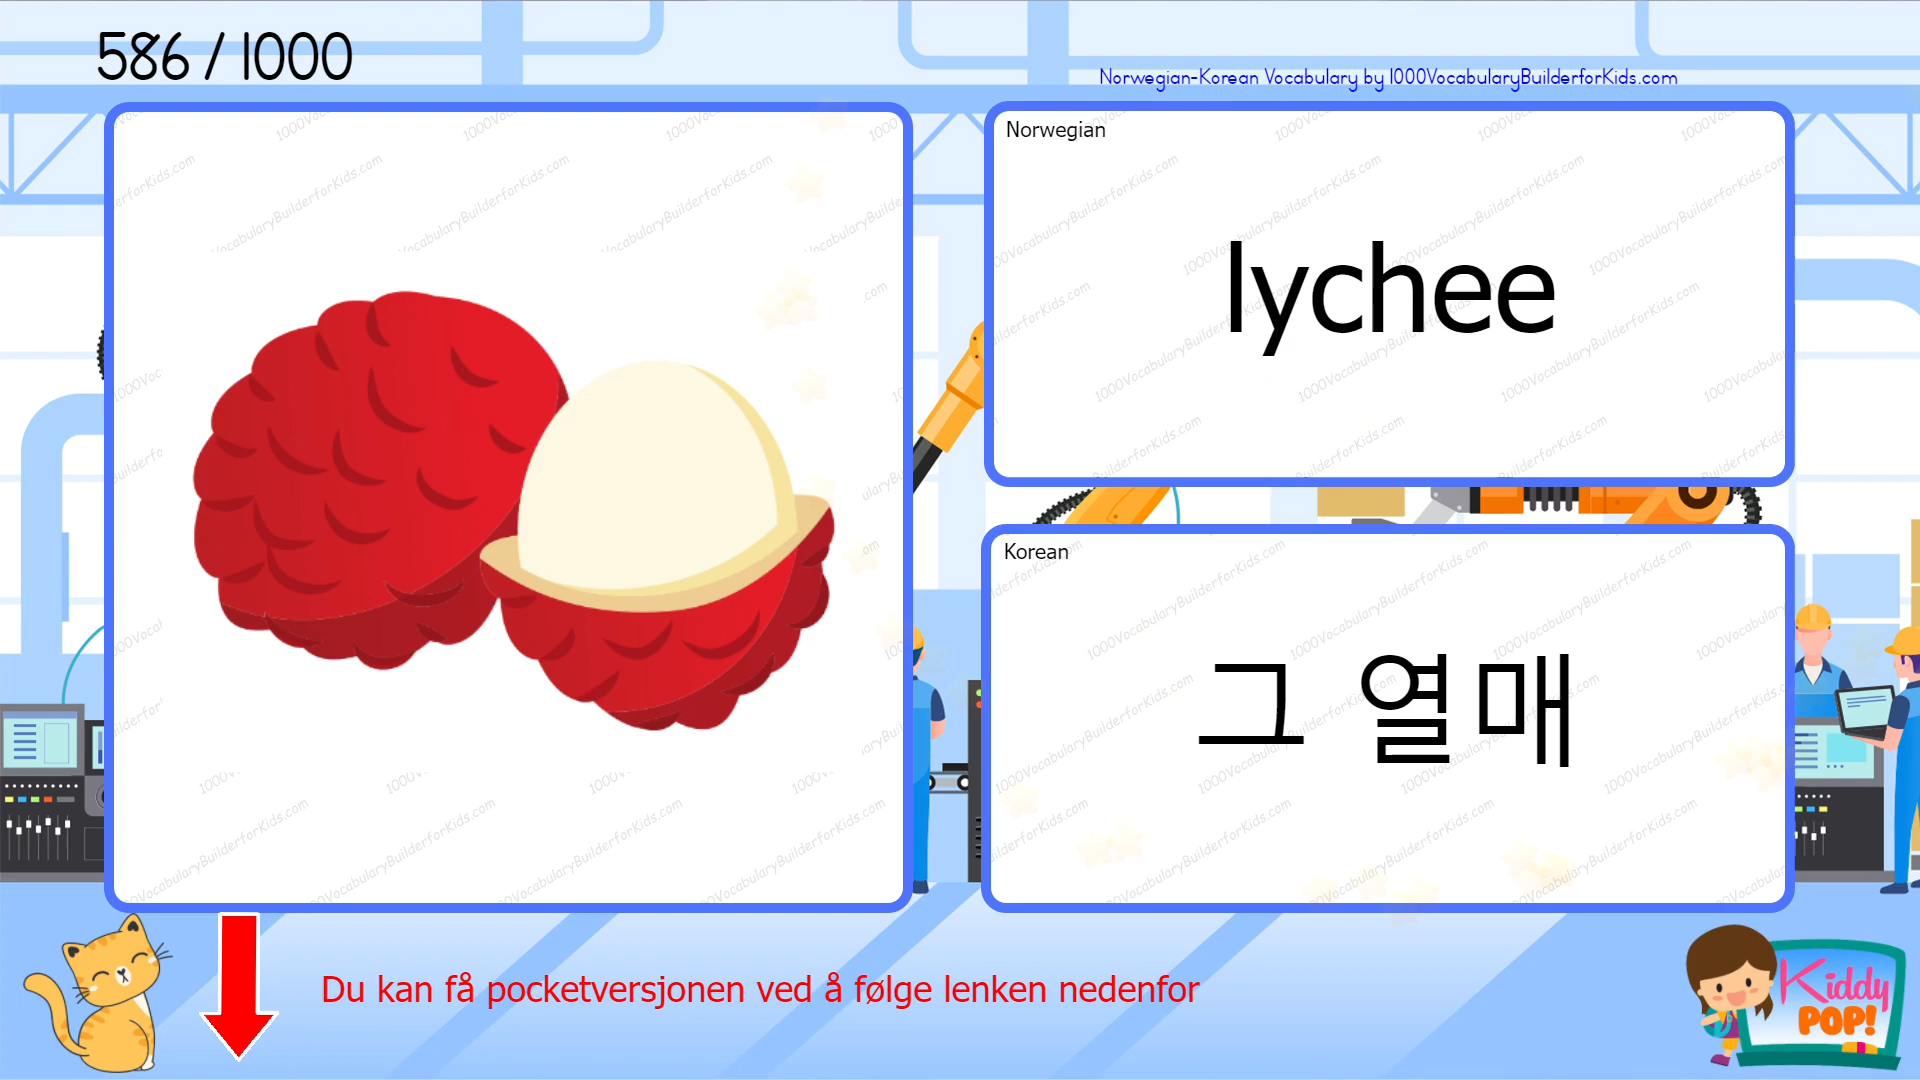 586 / 1000
Norwegian-Korean Vocabulary by 1000VocabularyBuilderforKids.com
Norwegian
lychee
Korean
그 열매
Du kan få pocketversjonen ved å følge lenken nedenfor
Kiddy
POP!